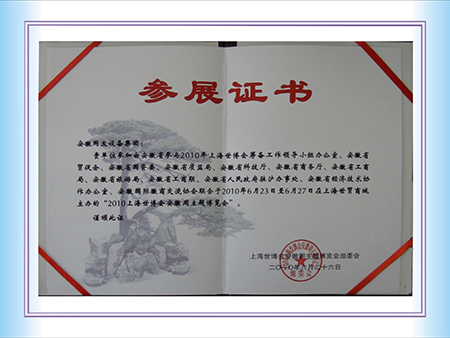 参展证书
安徽网发设备集团：
贵单位参加由安徽省参与2010年上海世博会筹备工作领导小组办公室、安徽省
贸促会、安徽省商务厅、安徽省质监局、安徽省科技厅、安徽省商务厅、安徽省工商
局、安徽省旅游局、安徽省工商联、安徽省人民政府驻沪办事处、安徽省经济技术协
作办公室、安徽国际徽商交流协会联合于2010年6月23日至6月27日在上海世贸商城
主办的“2010上海世博会安徽周主题博览会”。
谨颁此证
上海世博会安徽周主题博览会组委会
二〇一〇年六月二十六日